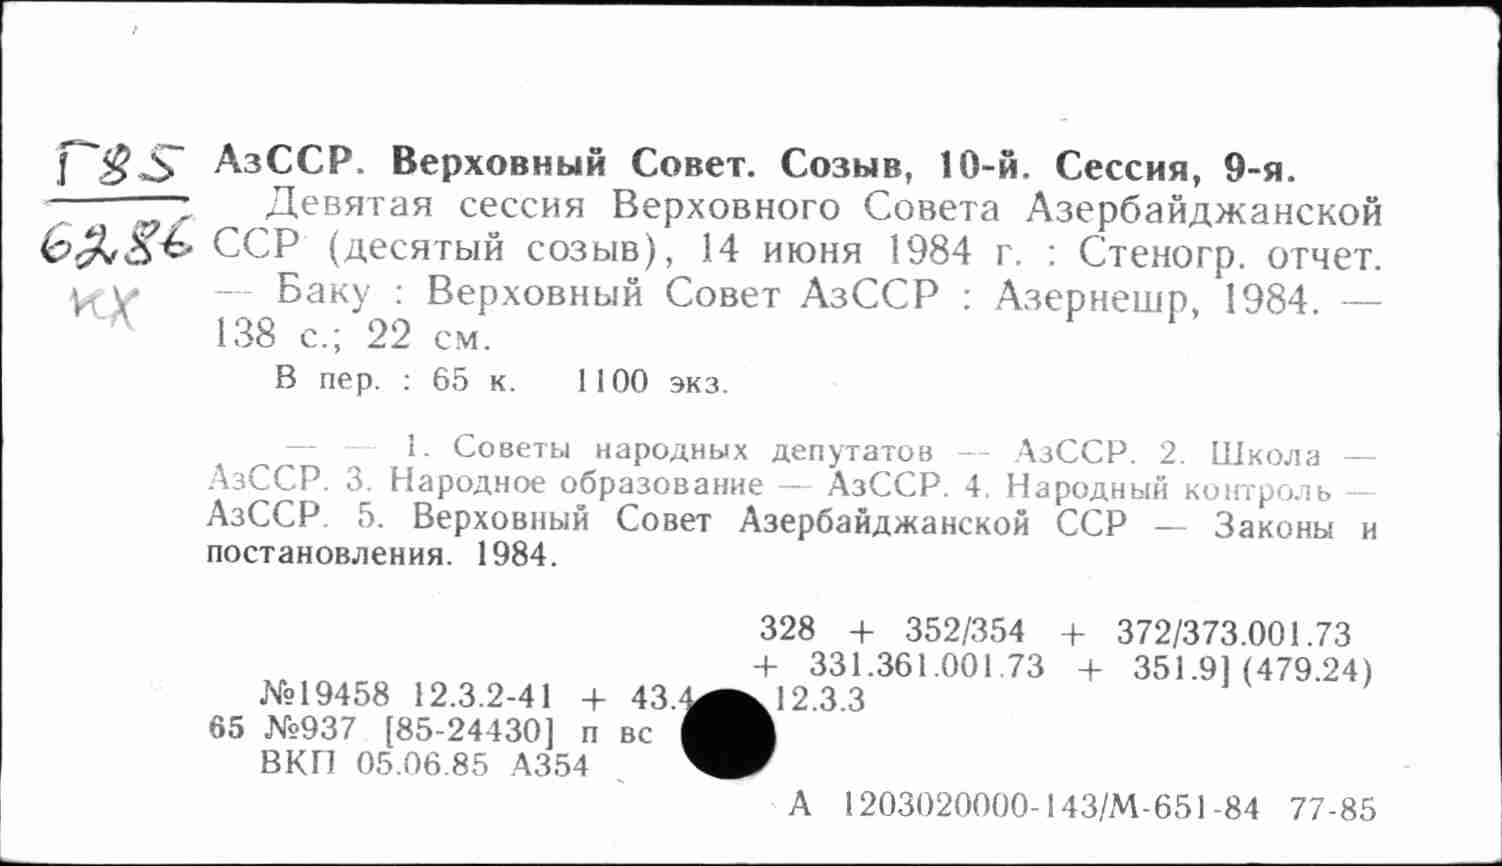 Г85
6286
КХ
АзССР. Верховный Совет. Созыв, 10-й. Сессия, 9-я.
Девятая сессия Верховного Совета Азербайджанской
ССР (десятый созыв), 14 июня 1984 г. : Стеногр. отчет.
— Баку : Верховный Совет АзССР : Азернешр, 1984. —
138 с.; 22 см.
В пер. : 65 к. 1100 экз.
— — 1. Советы народных депутатов — АзССР. 2. Школа —
АзССР. 3. Народное образование — АзССР. 4. Народный контроль —
АзССР. 5. Верховный Совет Азербайджанской ССР — Законы и
постановления. 1984.
328 + 352/354 + 372/373.001.73
+ 331.361.001.73 + 351.9] (479.24)
№19458 12.3.2-41 + 43.4 12.3.3
65 №937 [85-24430] п вс
ВКП 05.06.85 А354
А 1203020000-143/М-651-84 77-85